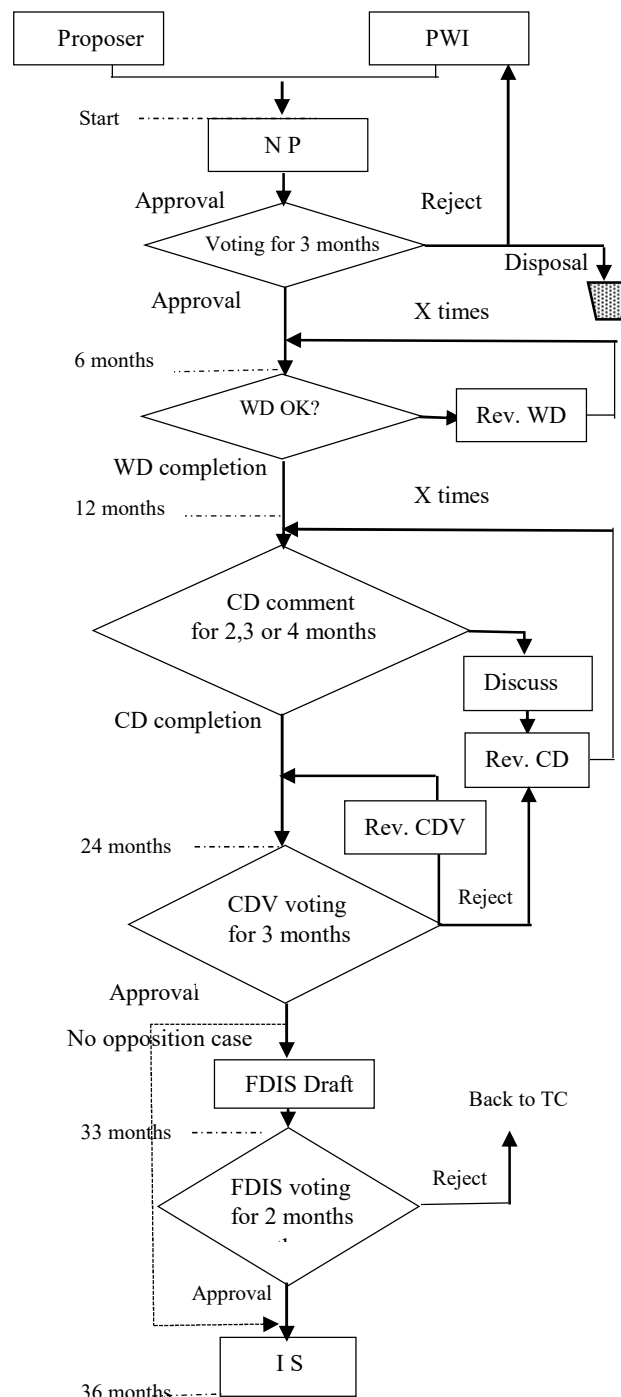 Proposer
PWI
Start
N P
Approval
Reject
Voting for 3 months
Disposal
Approval
X times
6 months
WD OK?
Rev. WD
WD completion
12 months
X times
CD comment
for 2,3 or 4 months
Discuss
CD completion
Rev. CD
Rev. CDV
24 months
CDV voting
for 3 months
Reject
Approval
No opposition case
FDIS Draft
Back to TC
33 months
FDIS voting
for 2 months
Reject
Approval
I S
36 months